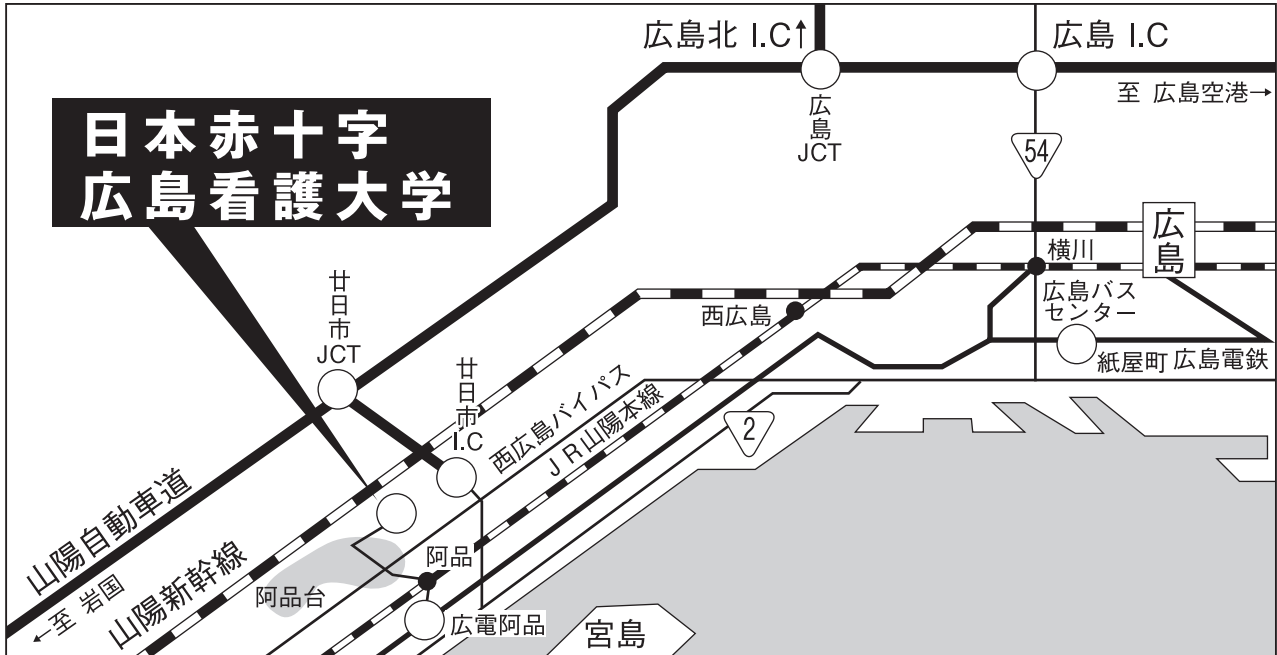 広島北 I.C↑
広島 I.C
至 広島空港→
広島
JCT
54
日本赤十字
広島看護大学
広島
横川
廿日市
JCT
西広島
広島バス
センター
紙屋町
広島電鉄
廿日市
I.C
西広島バイパス
JR山陽本線
2
山陽自動車道
←至 岩国
山陽新幹線
阿品
阿品台
広電阿品
宮島